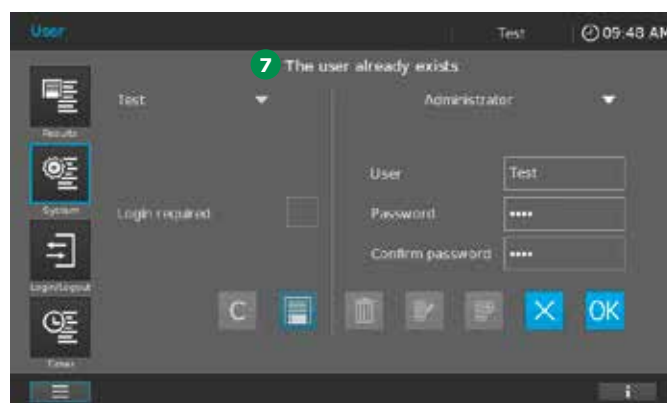 User Test 09:48 AM
7 The user already exists
Test Administrator
Results
User Test
System Login required Password ••••
Confirm password ••••
Login/Logout
C X OK
Timer
i